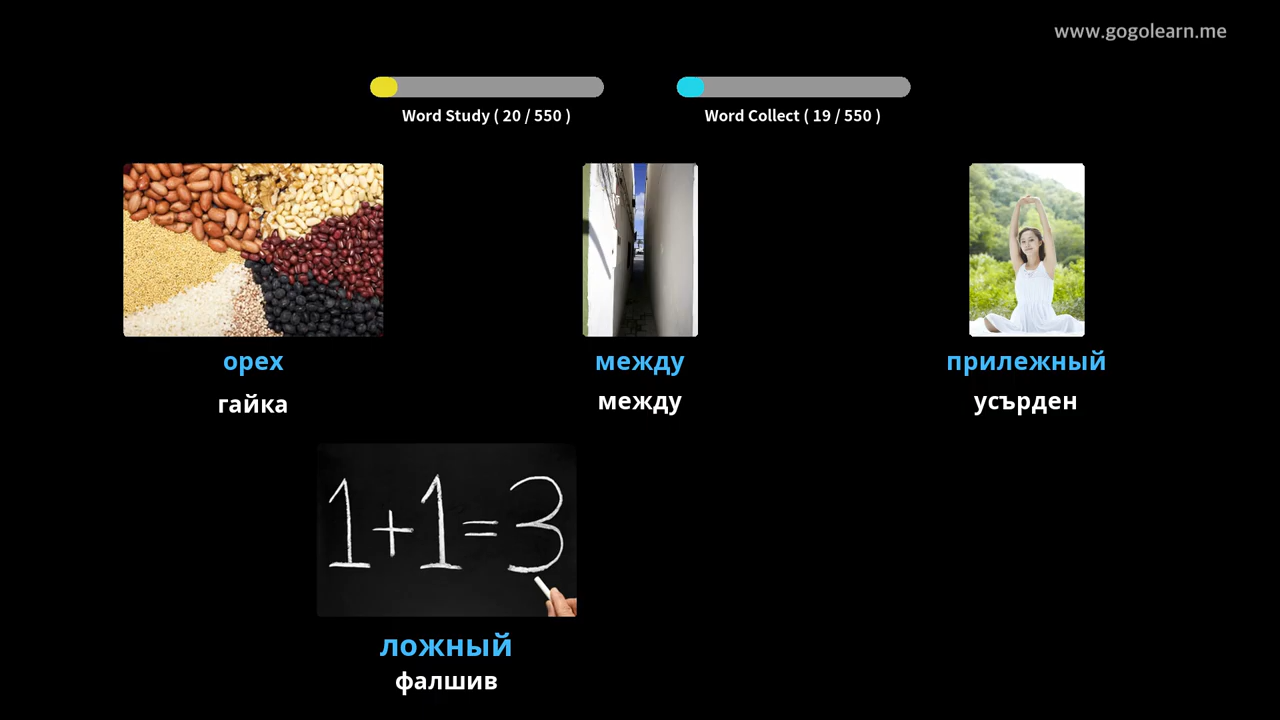 www.gogolearn.me
Word Study ( 20 / 550 )
Word Collect ( 19 / 550 )
орех
гайка
между
между
прилежный
усърден
1+1=3
ложный
фалшив